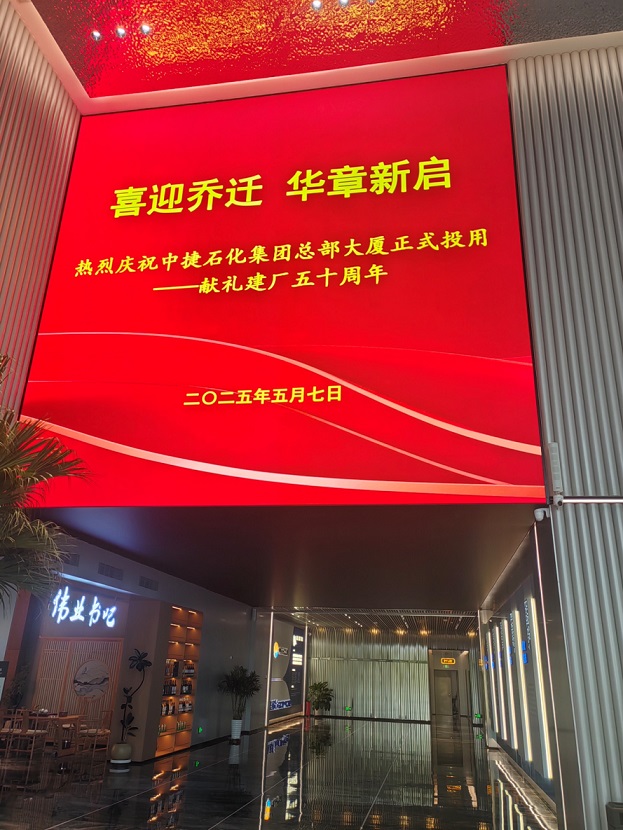 喜迎乔迁 华章新启
热烈庆祝中捷石化集团总部大厦正式投用
——献礼建厂五十周年
二〇二五年五月七日
伟业书吧